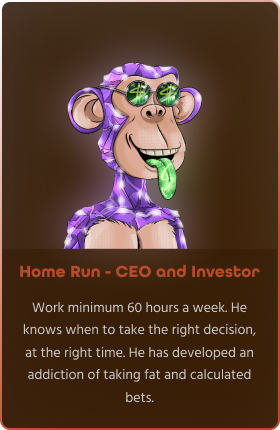 Home Run - CEO and Investor
Work minimum 60 hours a week. He
knows when to take the right decision,
at the right time. He has developed an
addiction of taking fat and calculated
bets.